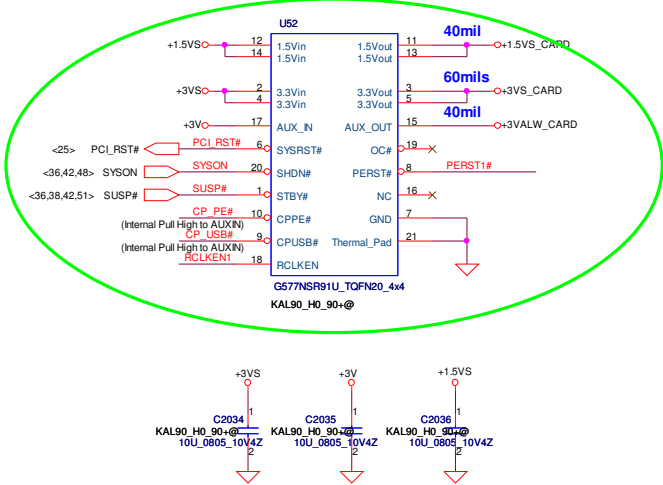 U52
40mil
+1.5VS 12 1.5Vin 1.5Vout 11 +1.5VS_CARD
14 1.5Vin 1.5Vout 13
60mils
+3VS 2 3.3Vin 3.3Vout 3 +3VS_CARD
4 3.3Vin 3.3Vout 5
40mil
+3V 17 AUX_IN AUX_OUT 15 +3VALW_CARD
<25> PCI_RST# PCI_RST# 6 SYSRST# OC# 19
<36,42,48> SYSON SYSON 20 SHDN# PERST# 8 PERST1#
<36,38,42,51> SUSP# SUSP# 1 STBY# NC 16
CP_PE# 10 CPPE# GND 7
(Internal Pull High to AUXIN)
CP_USB# 9 CPUSB# Thermal_Pad 21
(Internal Pull High to AUXIN)
RCLKEN1 18 RCLKEN
G577NSR91U_TQFN20_4x4
KAL90_H0_90+@
+3VS +3V +1.5VS
1 1 1
C2034 C2035 C2036
KAL90_H0_90+@ KAL90_H0_90+@ KAL90_H0_90+@
10U_0805_10V4Z 10U_0805_10V4Z 10U_0805_10V4Z
2 2 2